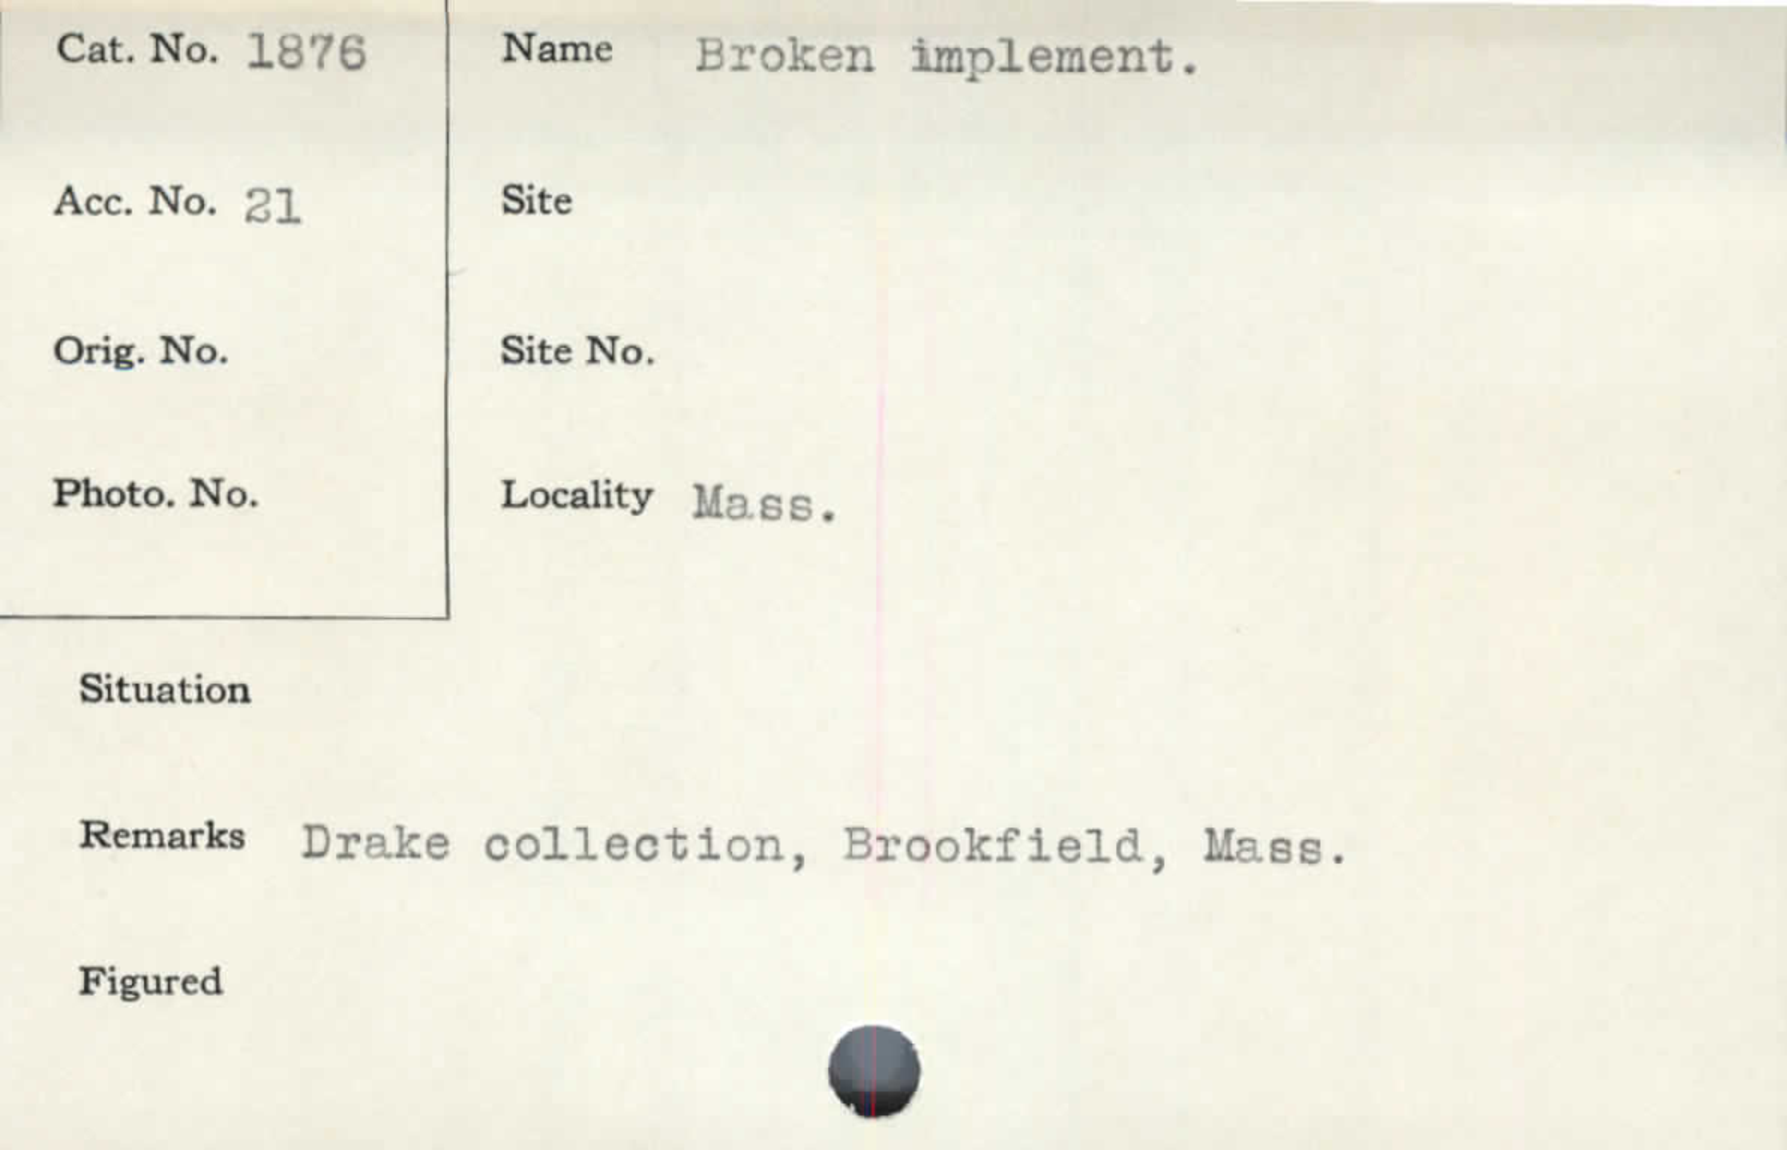 Cat. No. 1876
Name Broken implement.
Acc. No. 21
Site
Orig. No.
Site No.
Photo. No.
Locality Mass.
Situation
Remarks Drake collection, Brookfield, Mass.
Figured